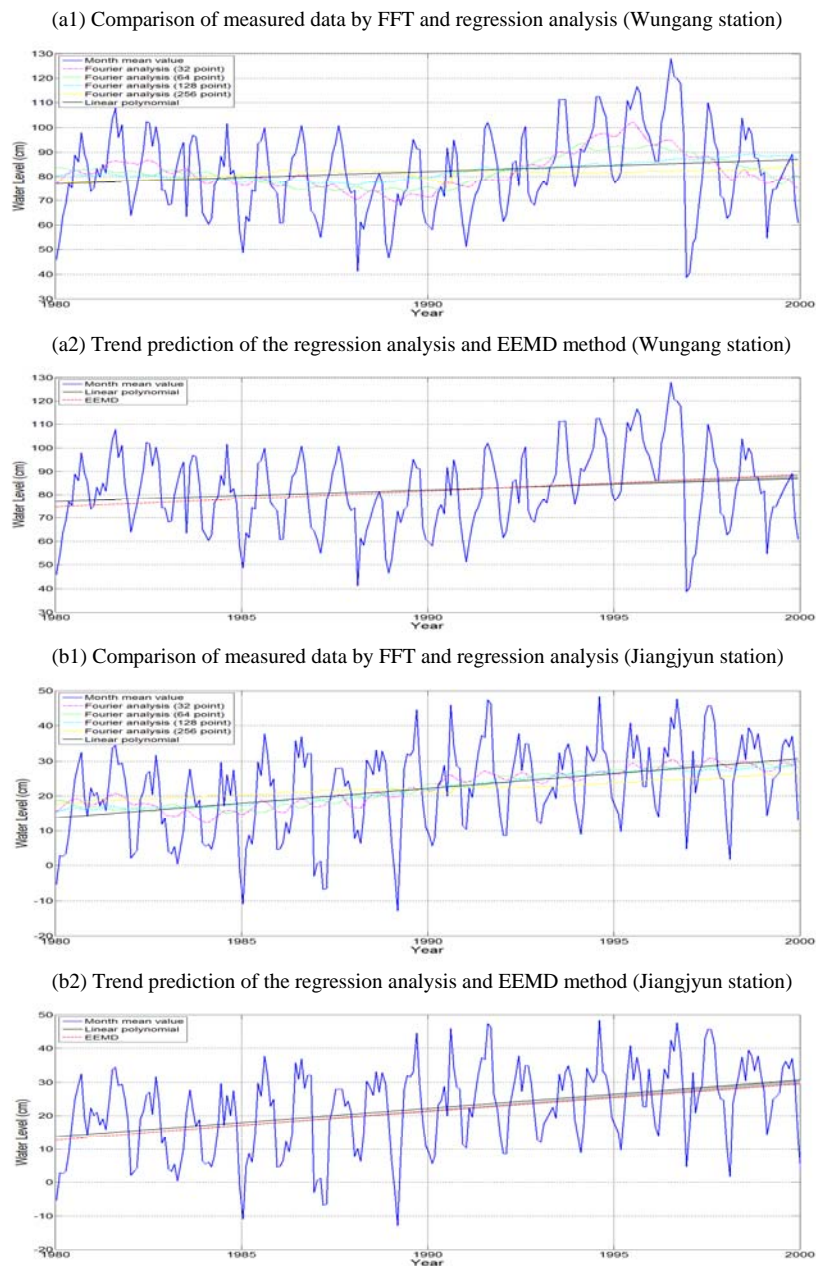 (a1) Comparison of measured data by FFT and regression analysis (Wungang station)
130
120
110
100
90
80
70
60
50
40
30
Water Level (cm)
Month mean value
Fourier analysis (32 point)
Fourier analysis (64 point)
Fourier analysis (128 point)
Fourier analysis (256 point)
Linear polynomial
1980
1990
2000
Year
(a2) Trend prediction of the regression analysis and EEMD method (Wungang station)
130
120
110
100
90
80
70
60
50
40
30
Water Level (cm)
Month mean value
Linear polynomial
EEMD
1980
1985
1990
1995
2000
Year
(b1) Comparison of measured data by FFT and regression analysis (Jiangjyun station)
50
40
30
20
10
0
-10
-20
Water Level (cm)
Month mean value
Fourier analysis (32 point)
Fourier analysis (64 point)
Fourier analysis (128 point)
Fourier analysis (256 point)
Linear polynomial
1980
1985
1990
1995
2000
Year
(b2) Trend prediction of the regression analysis and EEMD method (Jiangjyun station)
50
40
30
20
10
0
-10
-20
Water Level (cm)
Month mean value
Linear polynomial
EEMD
1980
1985
1990
1995
2000
Year